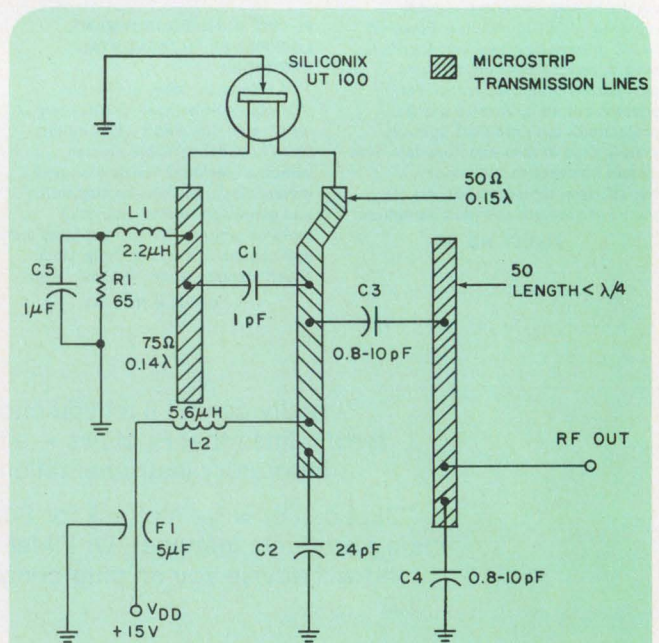 SILICONIX
UT 100
MICROSTRIP
TRANSMISSION LINES
50Ω
0.15λ
L1
2.2μH
C5
1μF
R1
65
C1
1pF
C3
0.8-10pF
50
LENGTH < λ/4
75Ω
0.14λ
5.6μH
L2
RF OUT
F1
5μF
C2
24pF
C4
0.8-10pF
VDD
+15V